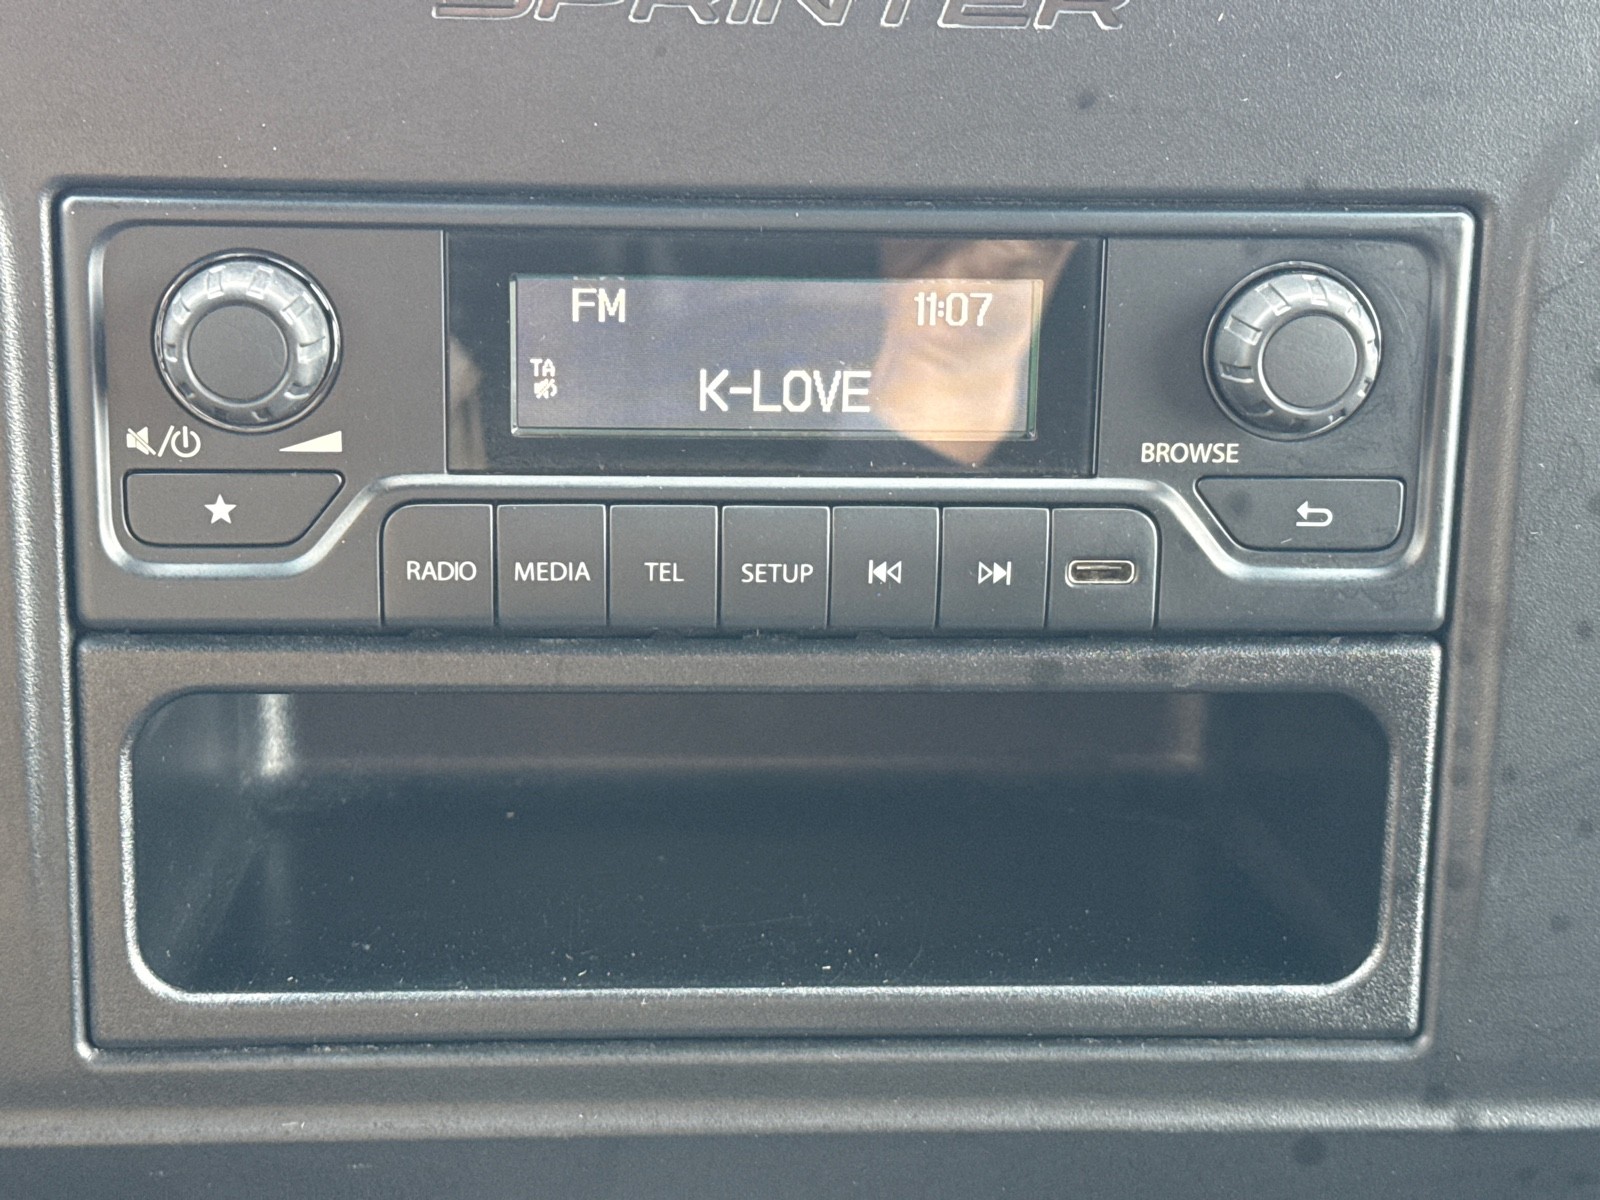 SPRINTER
FM 11:07
TA
K-LOVE
BROWSE
RADIO MEDIA TEL SETUP